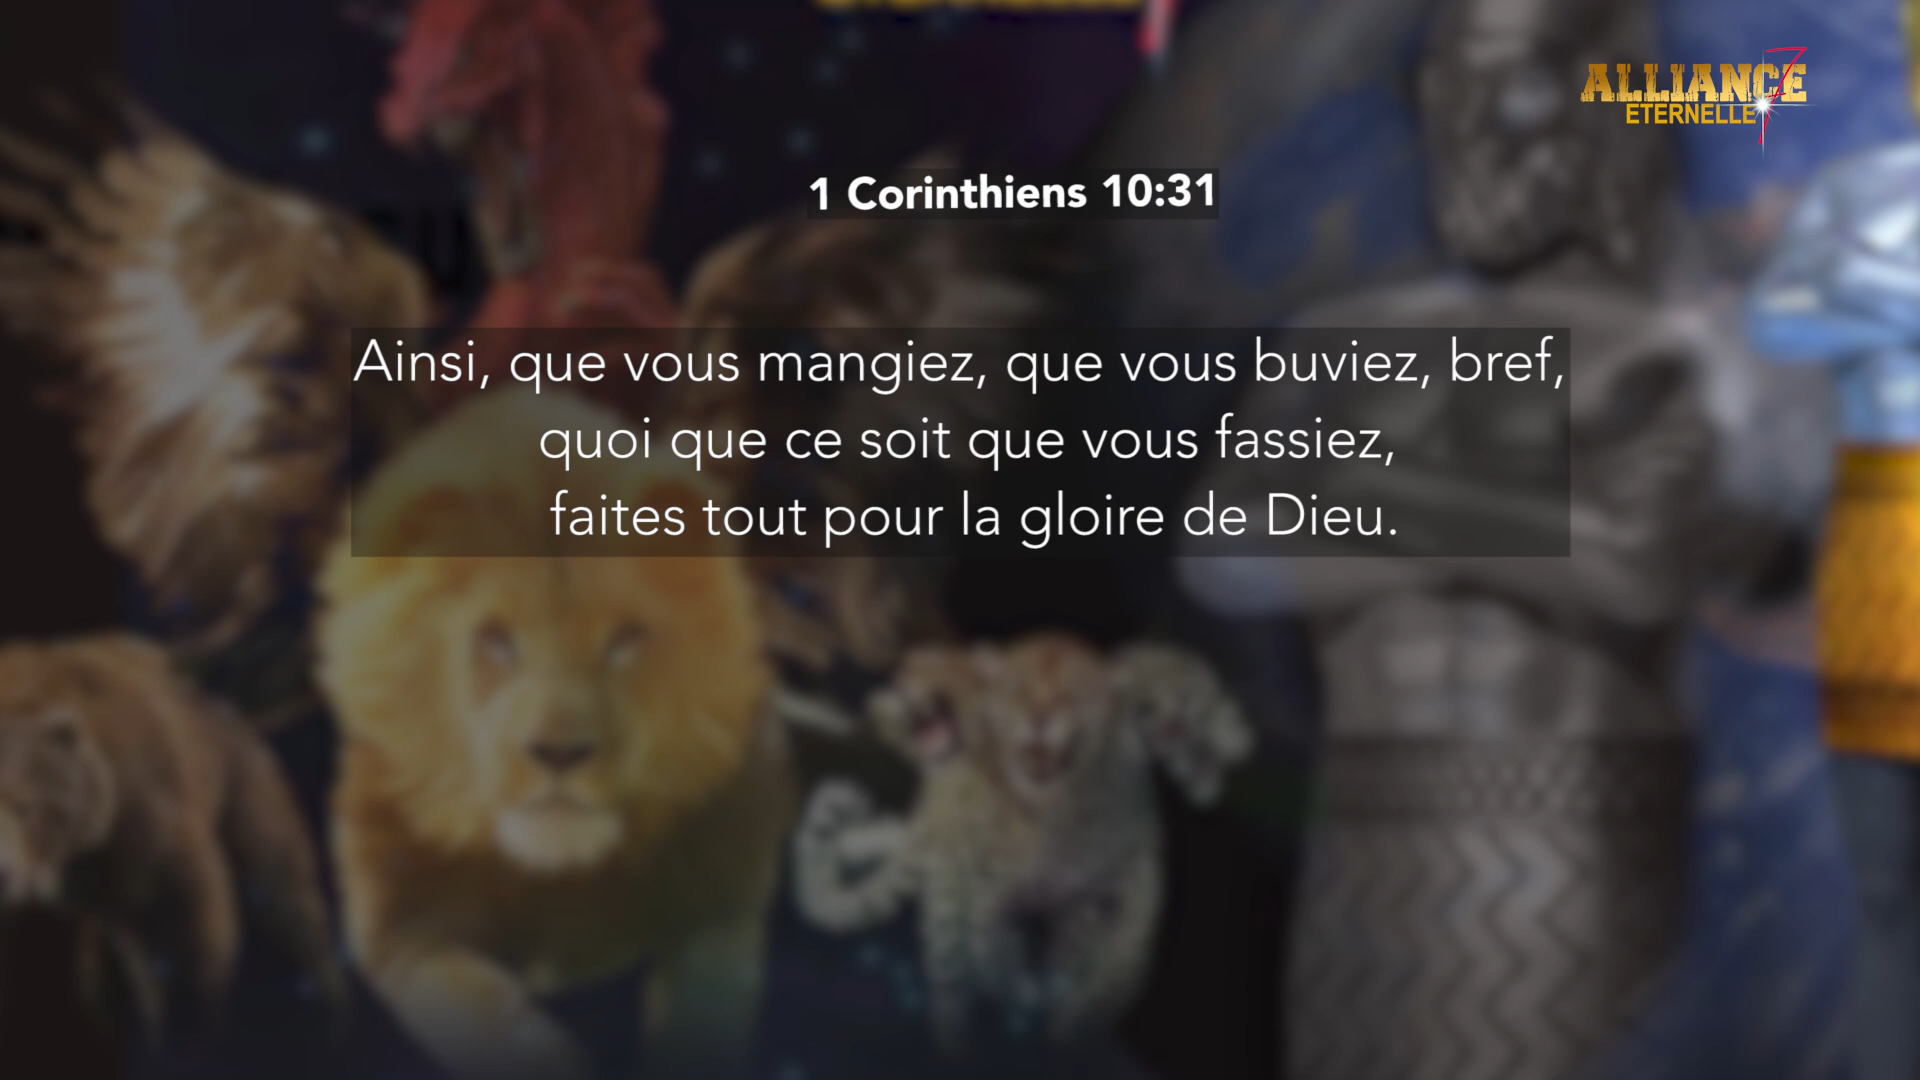 ALLIANCE
ETERNELLE
1 Corinthiens 10:31
Ainsi, que vous mangiez, que vous buviez, bref,
quoi que ce soit que vous fassiez,
faites tout pour la gloire de Dieu.